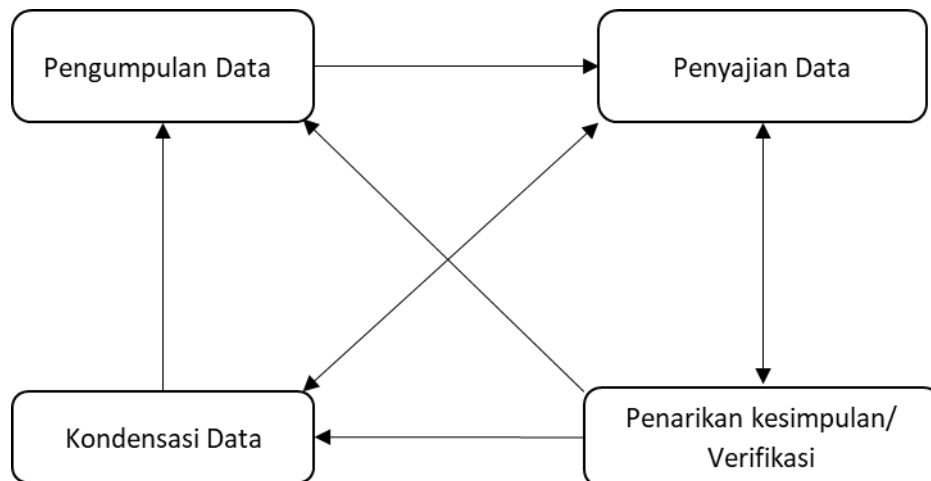 Pengumpulan Data
Penyajian Data
Kondensasi Data
Penarikan kesimpulan/
Verifikasi